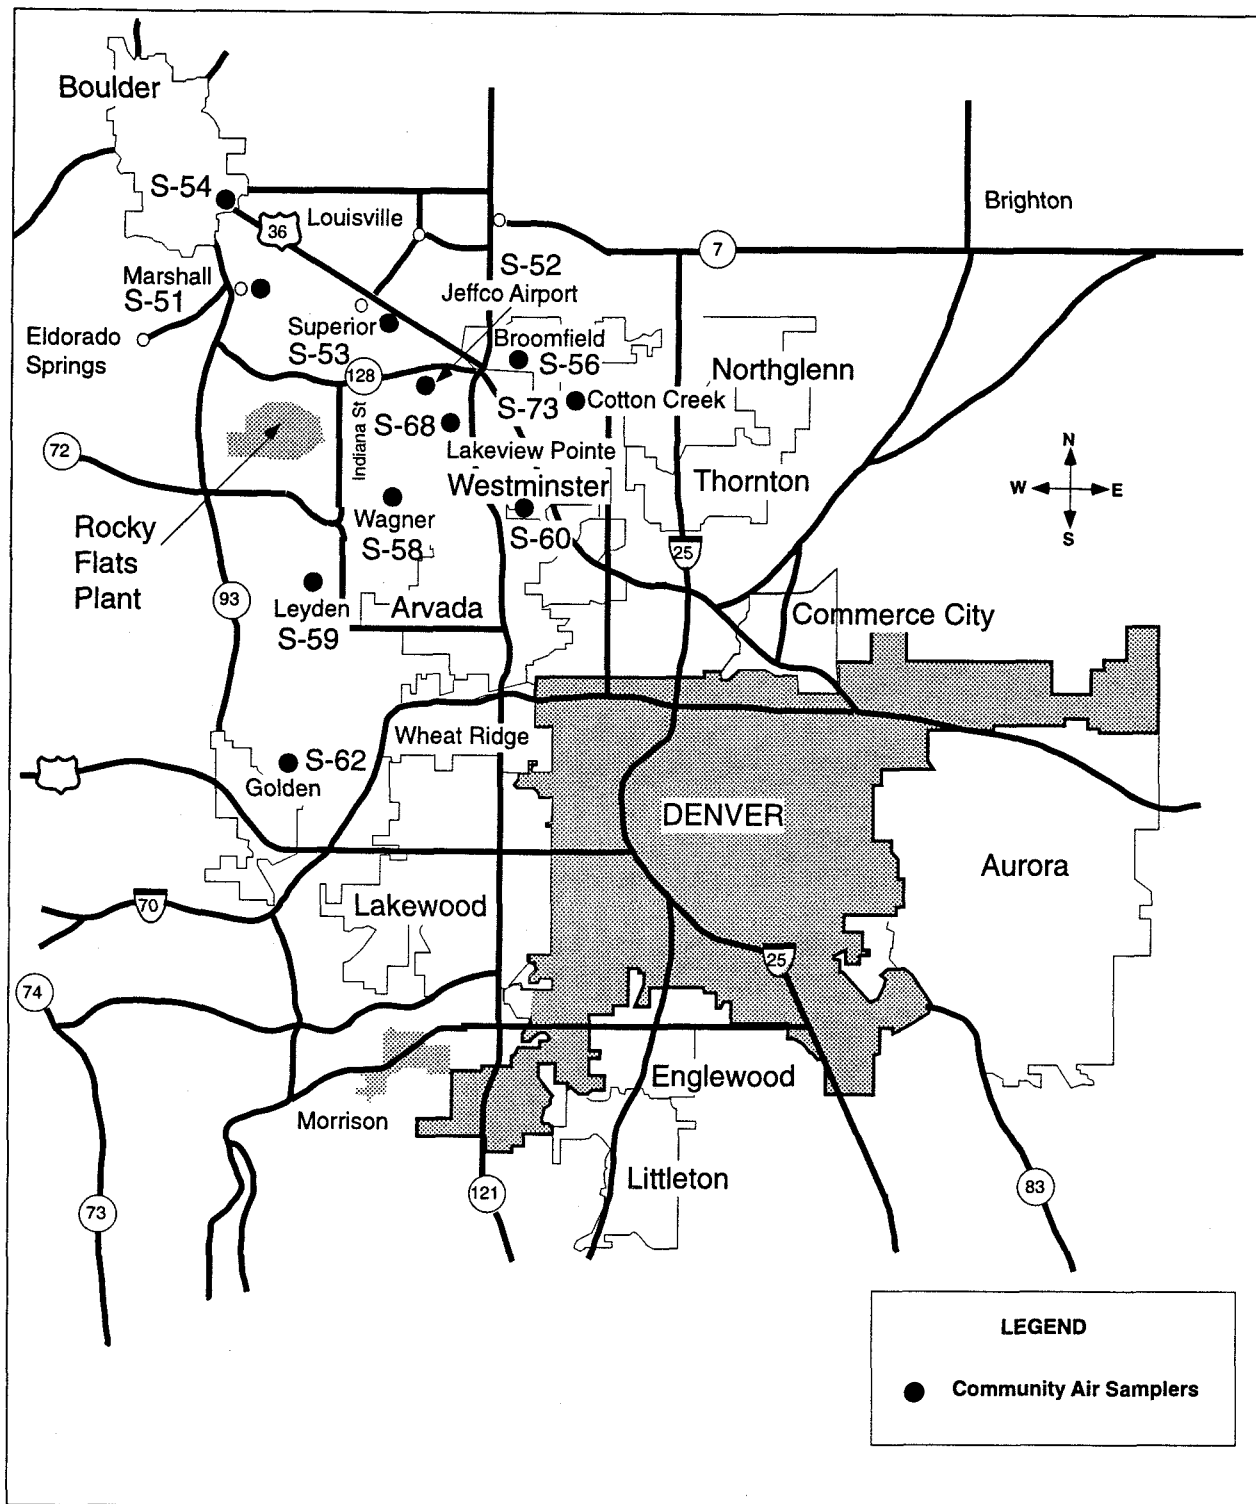 Boulder
S-54
36
Louisville
Brighton
7
S-52
Jeffco Airport
Marshall
S-51
Superior
S-53
Eldorado
Springs
Broomfield
S-56
128
Northglenn
S-73
Cotton Creek
S-68
Indiana St
72
Lakeview Pointe
Westminster
Thornton
N
W
E
S
Wagner
S-58
S-60
25
Rocky
Flats
Plant
93
Leyden
S-59
Arvada
Commerce City
Wheat Ridge
S-62
Golden
DENVER
Aurora
70
Lakewood
25
74
Englewood
Morrison
Littleton
73
121
83
LEGEND
Community Air Samplers